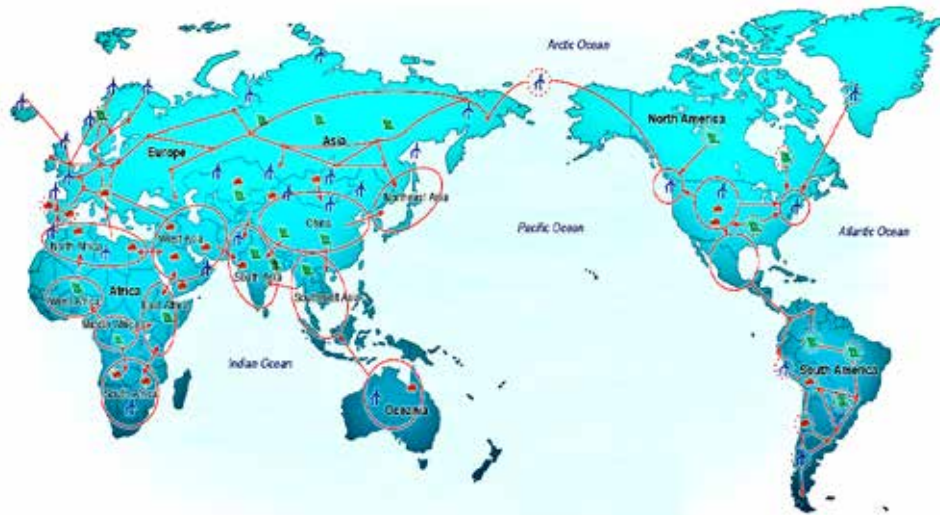 Arctic Ocean
North America
Europe
Asia
Northeast Asia
China
Pacific Ocean
Atlantic Ocean
North Africa
West Asia
South Asia
Southeast Asia
West Africa
Africa
East Africa
Middle Africa
Indian Ocean
South Africa
Oceania
South America